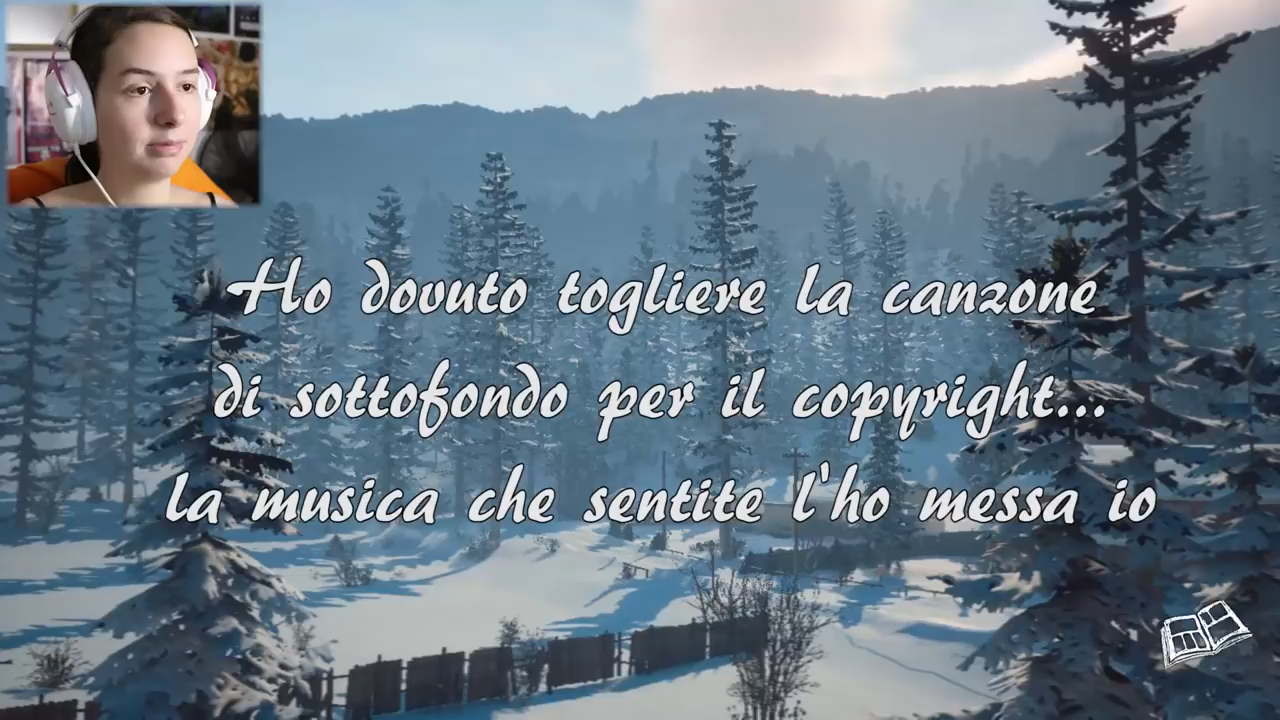 Ho dovuto togliere la canzone
di sottofondo per il copyright...
la musica che sentite l'ho messa io